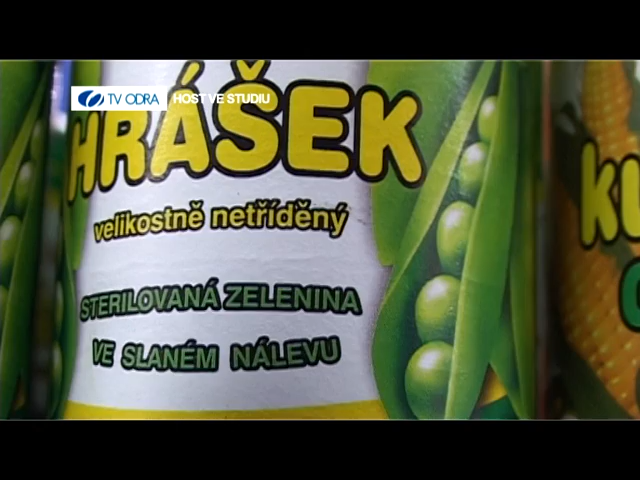 TV ODRA HOST VE STUDIU
HRÁŠEK
velikostně netříděný
STERILOVANÁ ZELENINA
VE SLANÉM NÁLEVU